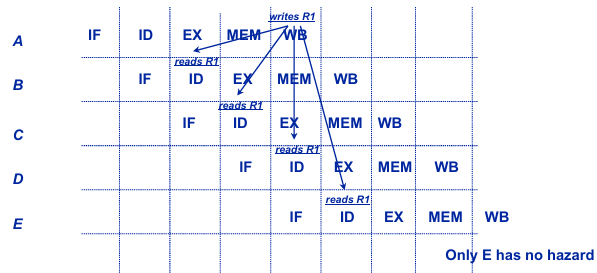 writes R1
A IF ID EX MEM WB
reads R1
B IF ID EX MEM WB
reads R1
C IF ID EX MEM WB
reads R1
D IF ID EX MEM WB
reads R1
E IF ID EX MEM WB
Only E has no hazard